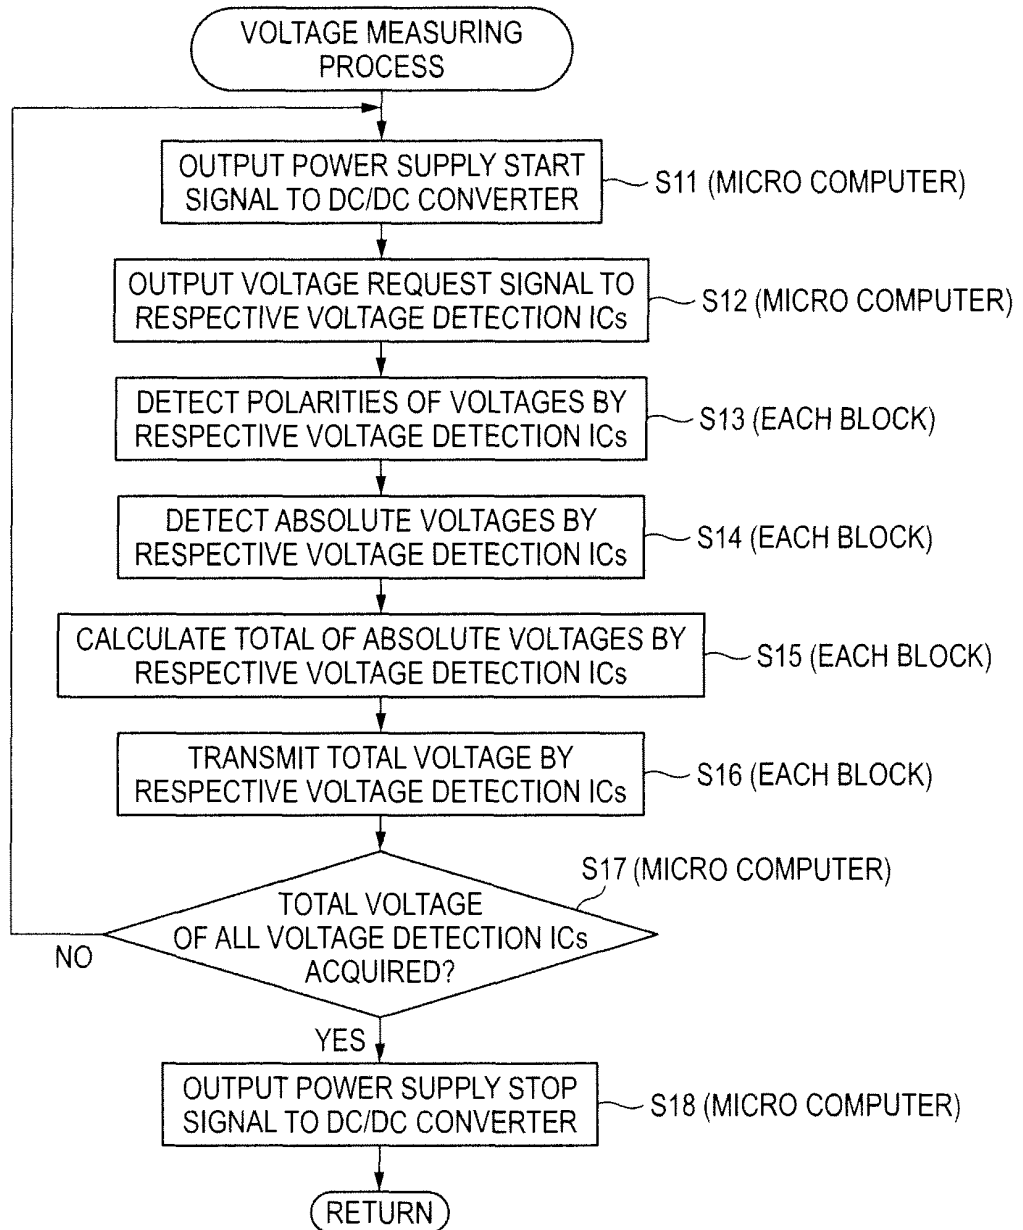 VOLTAGE MEASURING
PROCESS
OUTPUT POWER SUPPLY START
SIGNAL TO DC/DC CONVERTER
S11 (MICRO COMPUTER)
OUTPUT VOLTAGE REQUEST SIGNAL TO
RESPECTIVE VOLTAGE DETECTION ICs
S12 (MICRO COMPUTER)
DETECT POLARITIES OF VOLTAGES BY
RESPECTIVE VOLTAGE DETECTION ICs
S13 (EACH BLOCK)
DETECT ABSOLUTE VOLTAGES BY
RESPECTIVE VOLTAGE DETECTION ICs
S14 (EACH BLOCK)
CALCULATE TOTAL OF ABSOLUTE VOLTAGES BY
RESPECTIVE VOLTAGE DETECTION ICs
S15 (EACH BLOCK)
TRANSMIT TOTAL VOLTAGE BY
RESPECTIVE VOLTAGE DETECTION ICs
S16 (EACH BLOCK)
S17 (MICRO COMPUTER)
TOTAL VOLTAGE
OF ALL VOLTAGE DETECTION ICs
ACQUIRED?
NO
YES
OUTPUT POWER SUPPLY STOP
SIGNAL TO DC/DC CONVERTER
S18 (MICRO COMPUTER)
RETURN